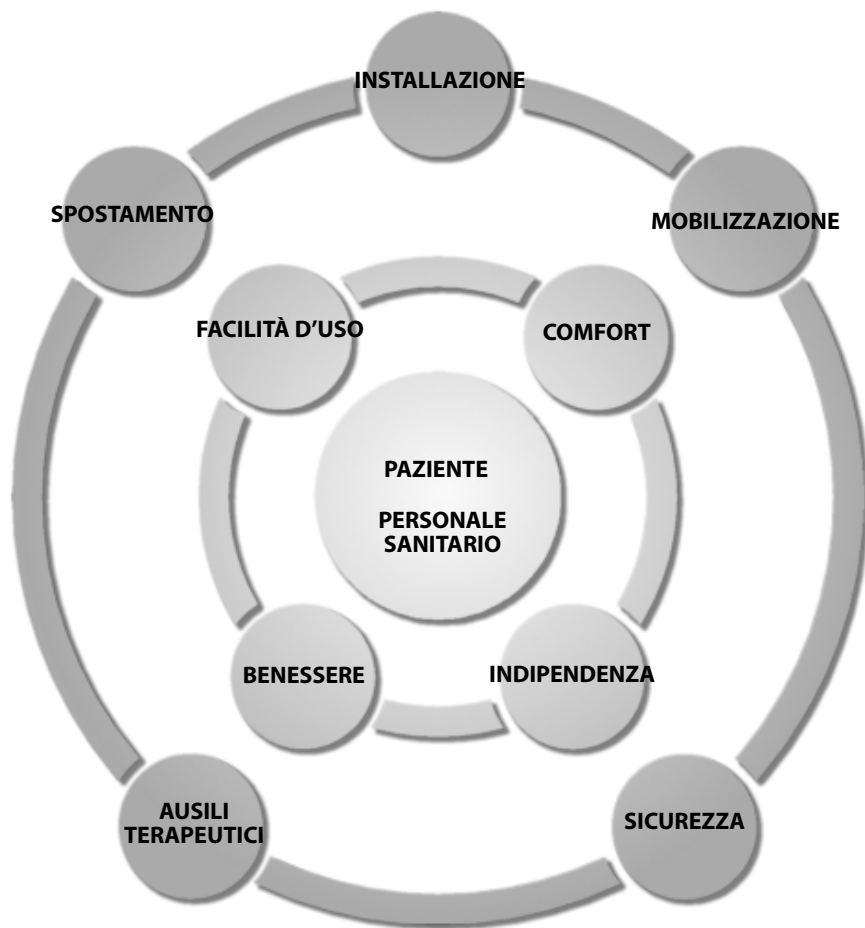 INSTALLAZIONE
SPOSTAMENTO
MOBILIZZAZIONE
FACILITÀ D’USO
COMFORT
PAZIENTE
PERSONALE
SANITARIO
BENESSERE
INDIPENDENZA
AUSILI
TERAPEUTICI
SICUREZZA